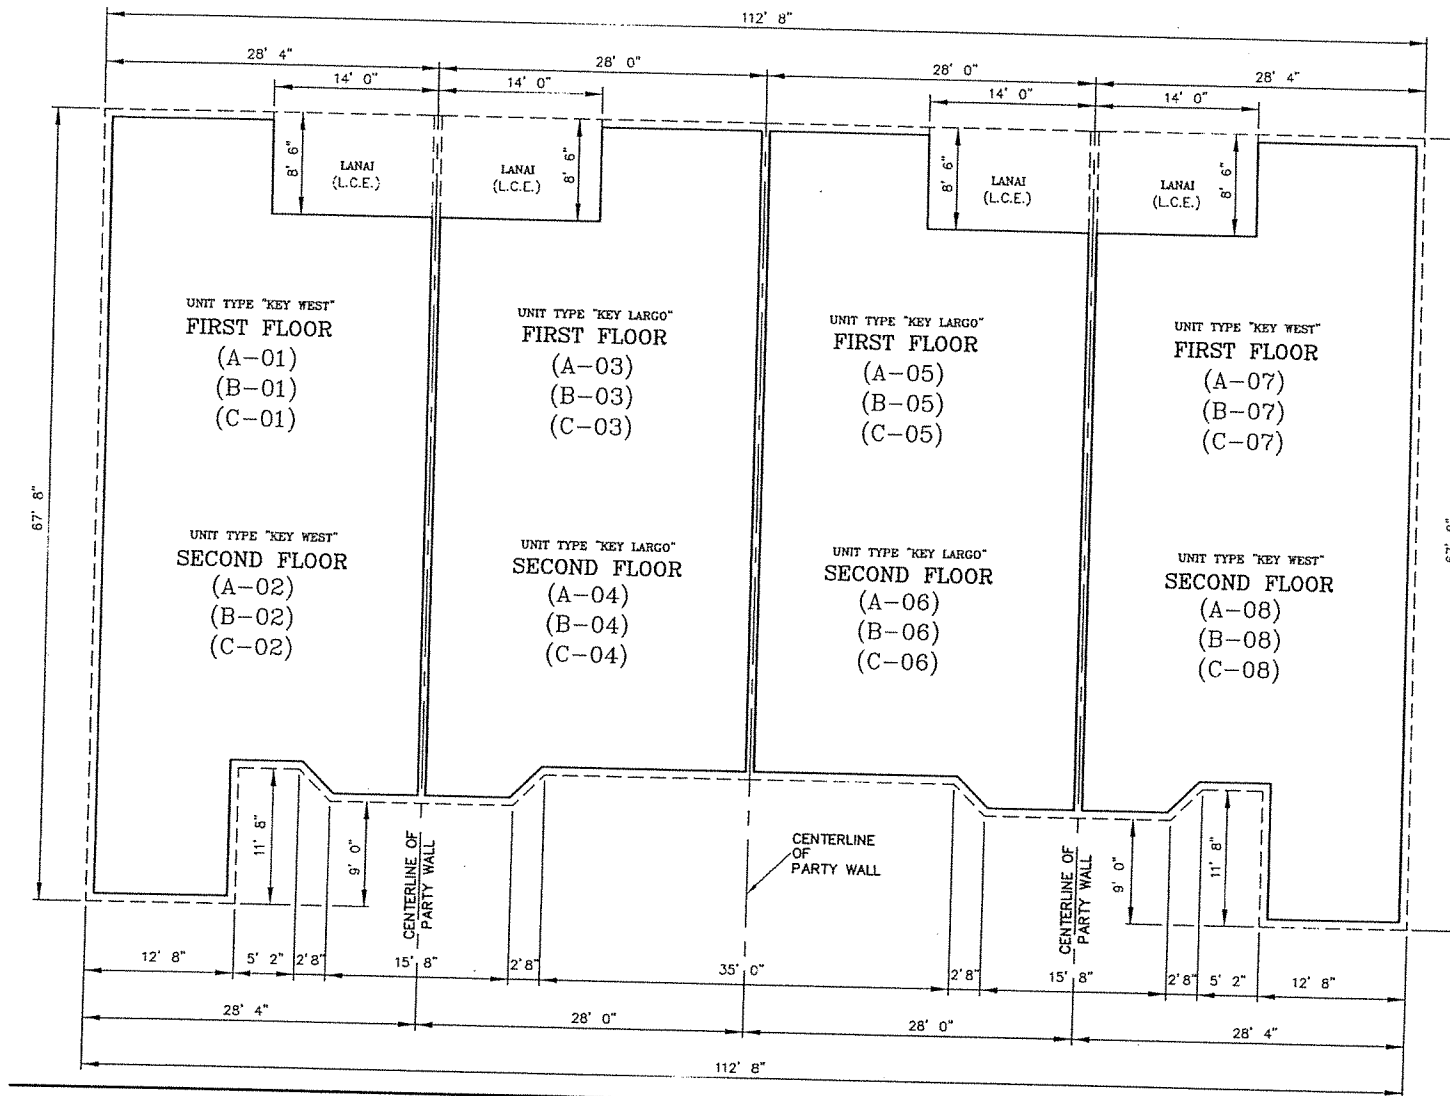 112' 8"
28' 4"
28' 0"
28' 0"
28' 4"
14' 0"
14' 0"
14' 0"
14' 0"
8' 6"
LANAI
(L.C.E.)
LANAI
(L.C.E.)
8' 6"
8' 6"
LANAI
(L.C.E.)
LANAI
(L.C.E.)
8' 6"
67' 8"
UNIT TYPE "KEY WEST"
FIRST FLOOR
(A-01)
(B-01)
(C-01)
UNIT TYPE "KEY LARGO"
FIRST FLOOR
(A-03)
(B-03)
(C-03)
UNIT TYPE "KEY LARGO"
FIRST FLOOR
(A-05)
(B-05)
(C-05)
UNIT TYPE "KEY WEST"
FIRST FLOOR
(A-07)
(B-07)
(C-07)
UNIT TYPE "KEY WEST"
SECOND FLOOR
(A-02)
(B-02)
(C-02)
UNIT TYPE "KEY LARGO"
SECOND FLOOR
(A-04)
(B-04)
(C-04)
UNIT TYPE "KEY LARGO"
SECOND FLOOR
(A-06)
(B-06)
(C-06)
UNIT TYPE "KEY WEST"
SECOND FLOOR
(A-08)
(B-08)
(C-08)
11' 8"
9' 0"
CENTERLINE OF
PARTY WALL
CENTERLINE
OF
PARTY WALL
CENTERLINE OF
PARTY WALL
9' 0"
11' 8"
12' 8"
5' 2"
2'8"
15' 8"
2'8"
35' 0"
2'8"
15' 8"
2'8"
5' 2"
12' 8"
28' 4"
28' 0"
28' 0"
28' 4"
112' 8"